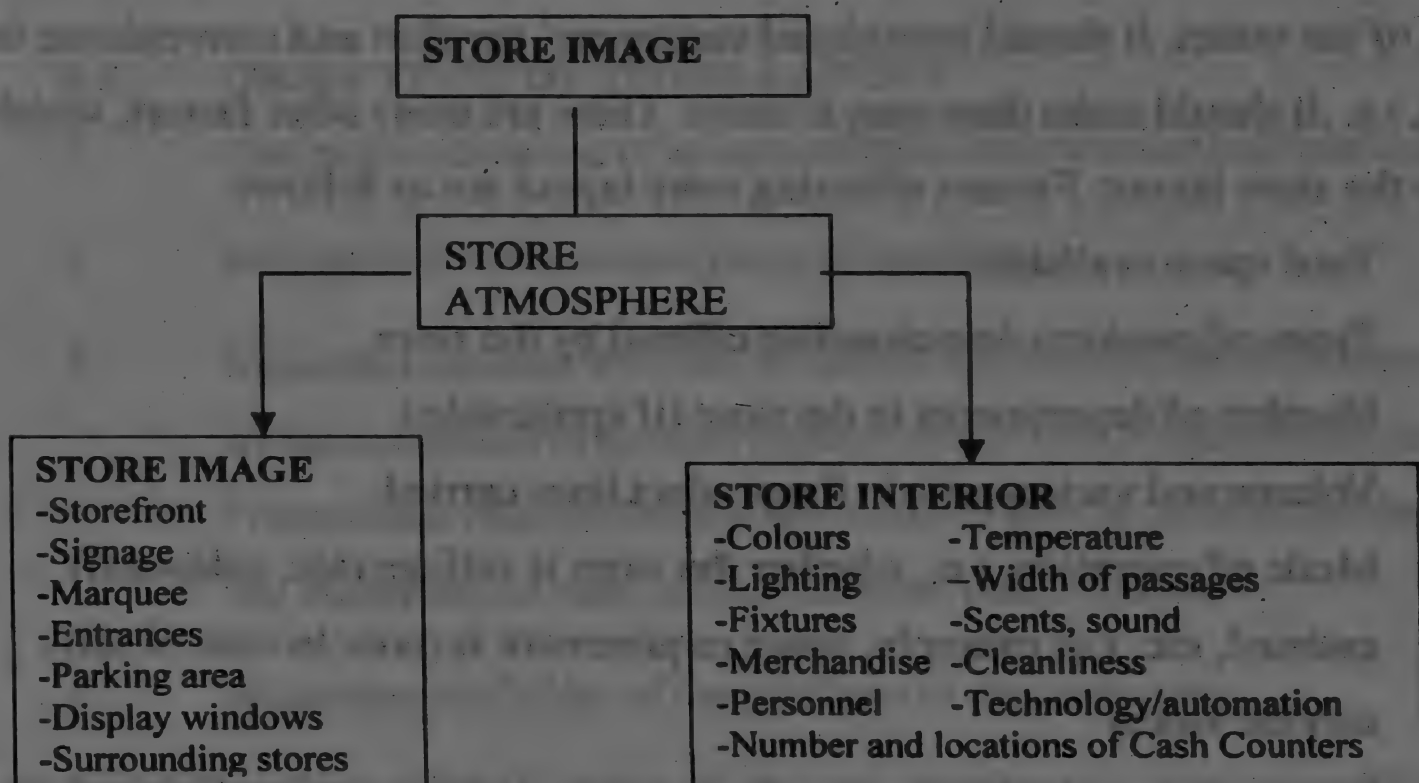 STORE IMAGE
STORE
ATMOSPHERE
STORE IMAGE
-Storefront
-Signage
-Marquee
-Entrances
-Parking area
-Display windows
-Surrounding stores
STORE INTERIOR
-Colours -Temperature
-Lighting –Width of passages
-Fixtures -Scents, sound
-Merchandise -Cleanliness
-Personnel -Technology/automation
-Number and locations of Cash Counters